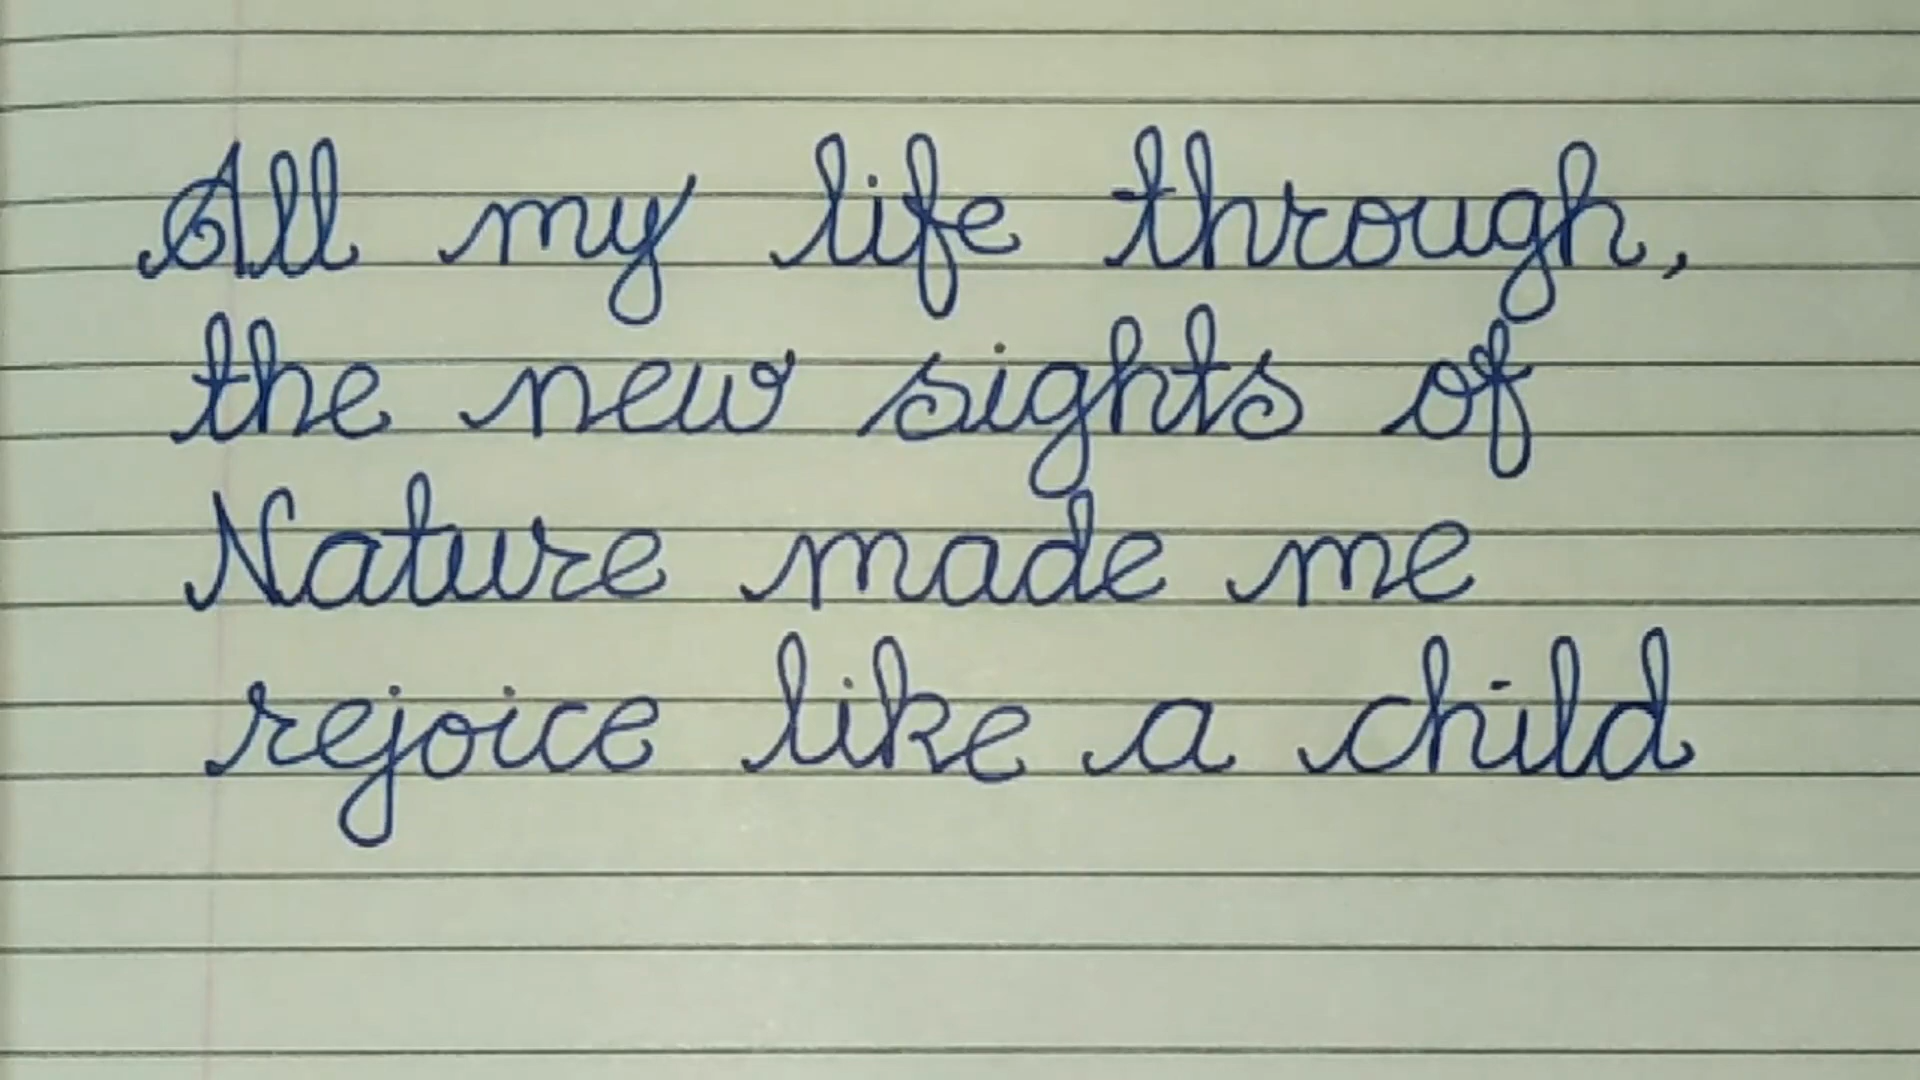 All my life through,
the new sights of
Nature made me
rejoice like a child